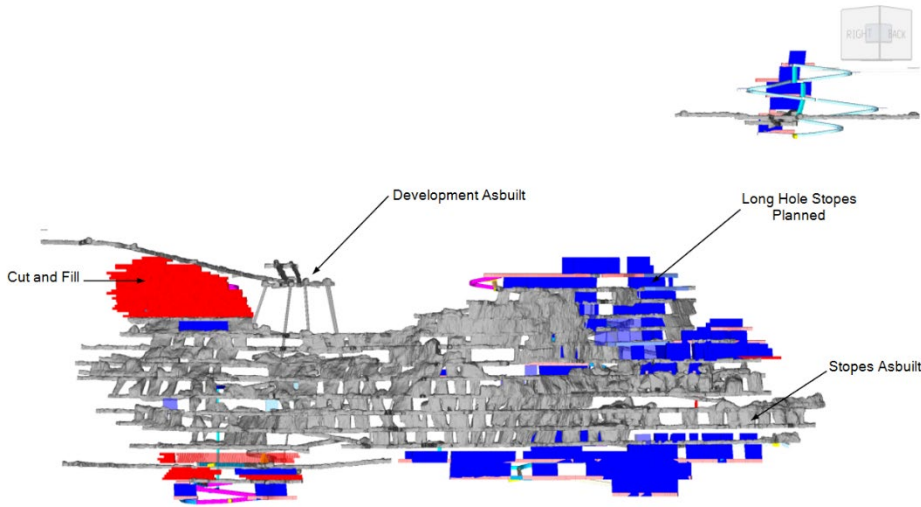 RIGHT BACK
Development Asbuilt
Long Hole Stopes
Planned
Cut and Fill
Stopes Asbuilt